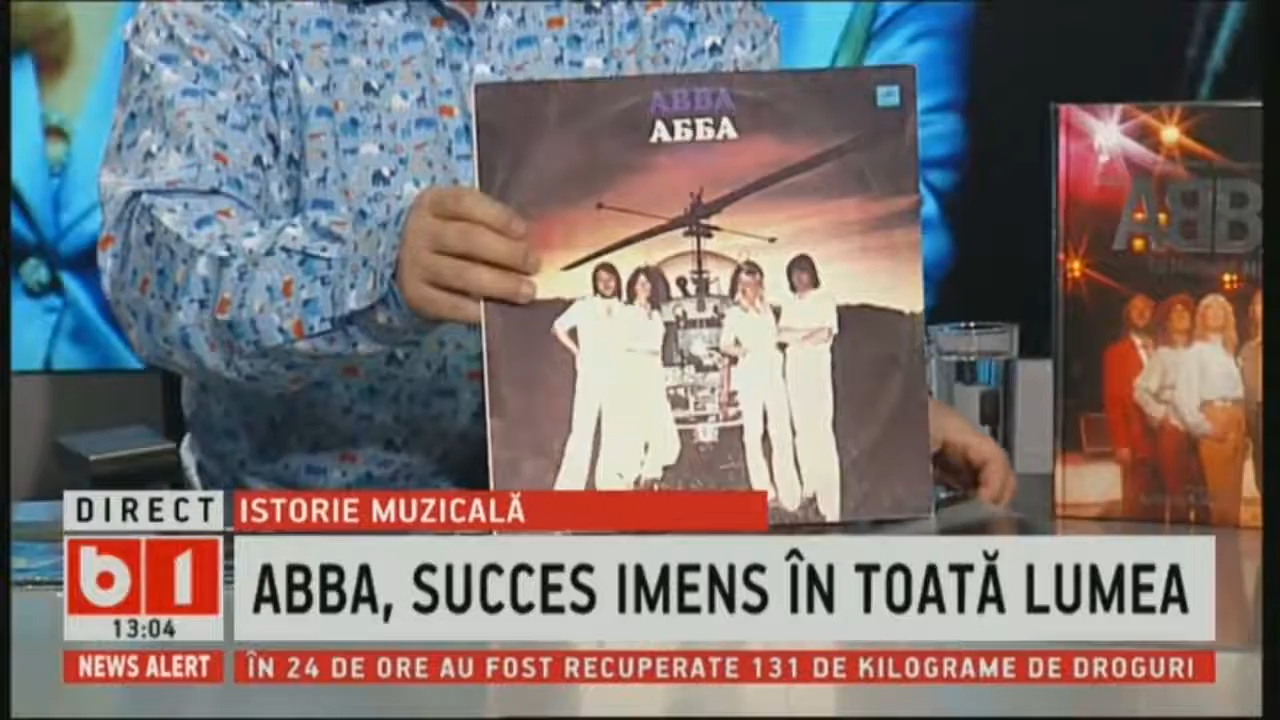 ABBA
АББА
ABB
DIRECT
ISTORIE MUZICALĂ
b1
ABBA, SUCCES IMENS ÎN TOATĂ LUMEA
13:04
NEWS ALERT
ÎN 24 DE ORE AU FOST RECUPERATE 131 DE KILOGRAME DE DROGURI